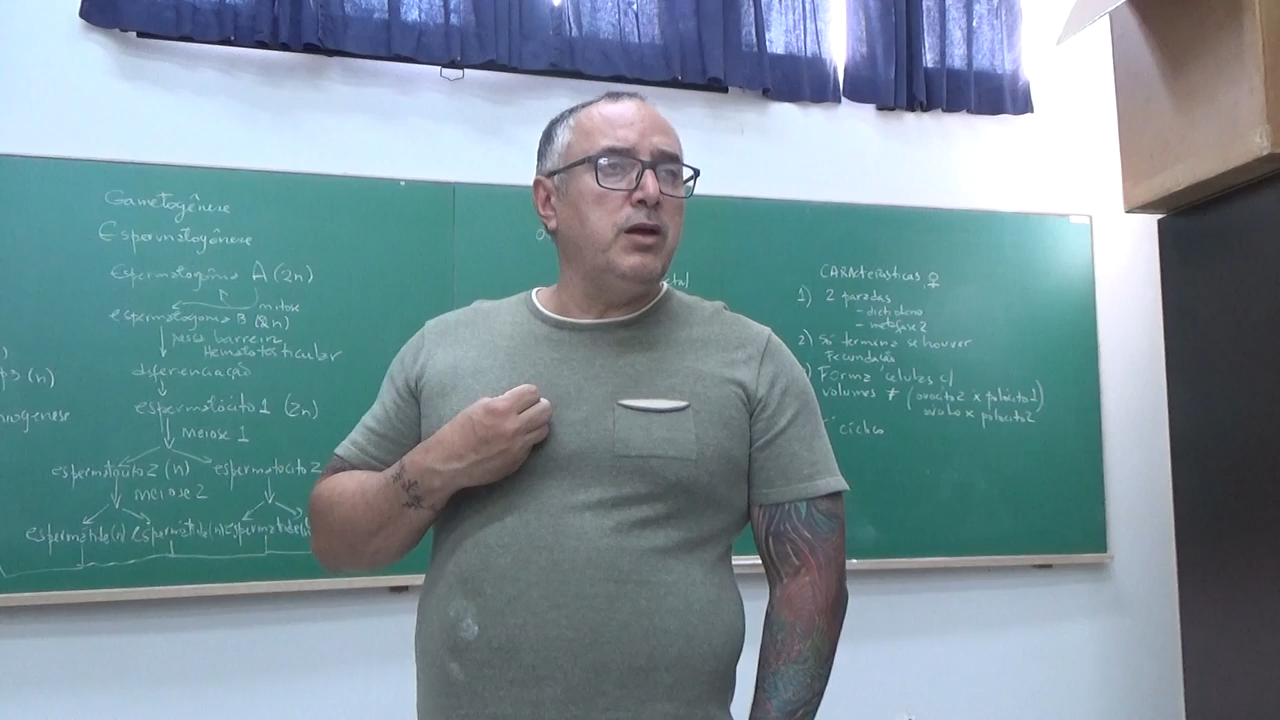 Gametogênese
Espermatogênese
Espermatogônia A (2n)
mitose
espermatogônia B (2n)
passa barreira
Hematotesticular
diferenciação
espermatócito 1 (2n)
meiose 1
espermatócito 2 (n) espermatócito 2
meiose 2
espermátide(n) espermátide(n) espermátide(n)
(n)
CARActerísticas ♀
1) 2 paradas
- dictióteno
- metáfase 2
2) Só termina se houver
Fecundação
) Forma células c/
volumes ≠ (ovócito 2 x polócito 1)
óvulo x polócito 2
cíclico